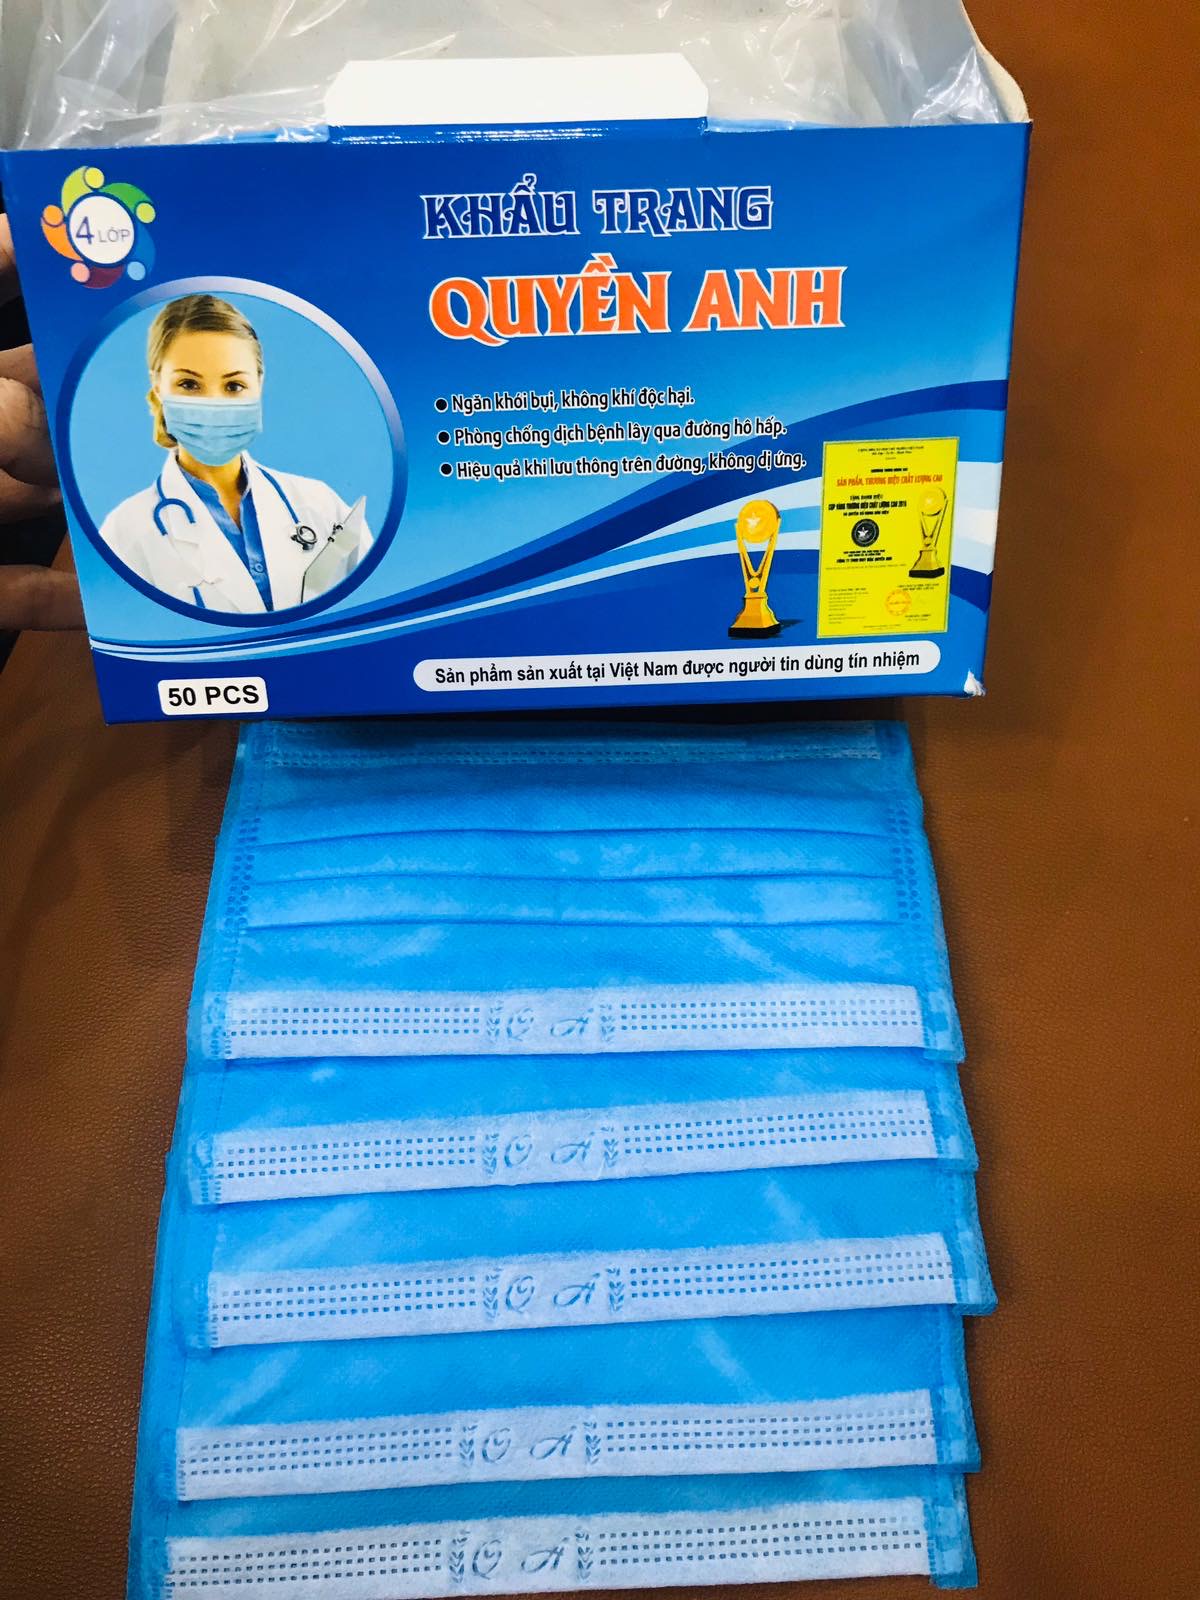 4 LỚP
KHẨU TRANG
QUYỀN ANH
● Ngăn khói bụi, không khí độc hại.
● Phòng chống dịch bệnh lây qua đường hô hấp.
● Hiệu quả khi lưu thông trên đường, không dị ứng.
SẢN PHẨM, THƯƠNG HIỆU CHẤT LƯỢNG CAO
Sản phẩm sản xuất tại Việt Nam được người tin dùng tín nhiệm
50 PCS
Q A
Q A
Q A
Q A
Q A